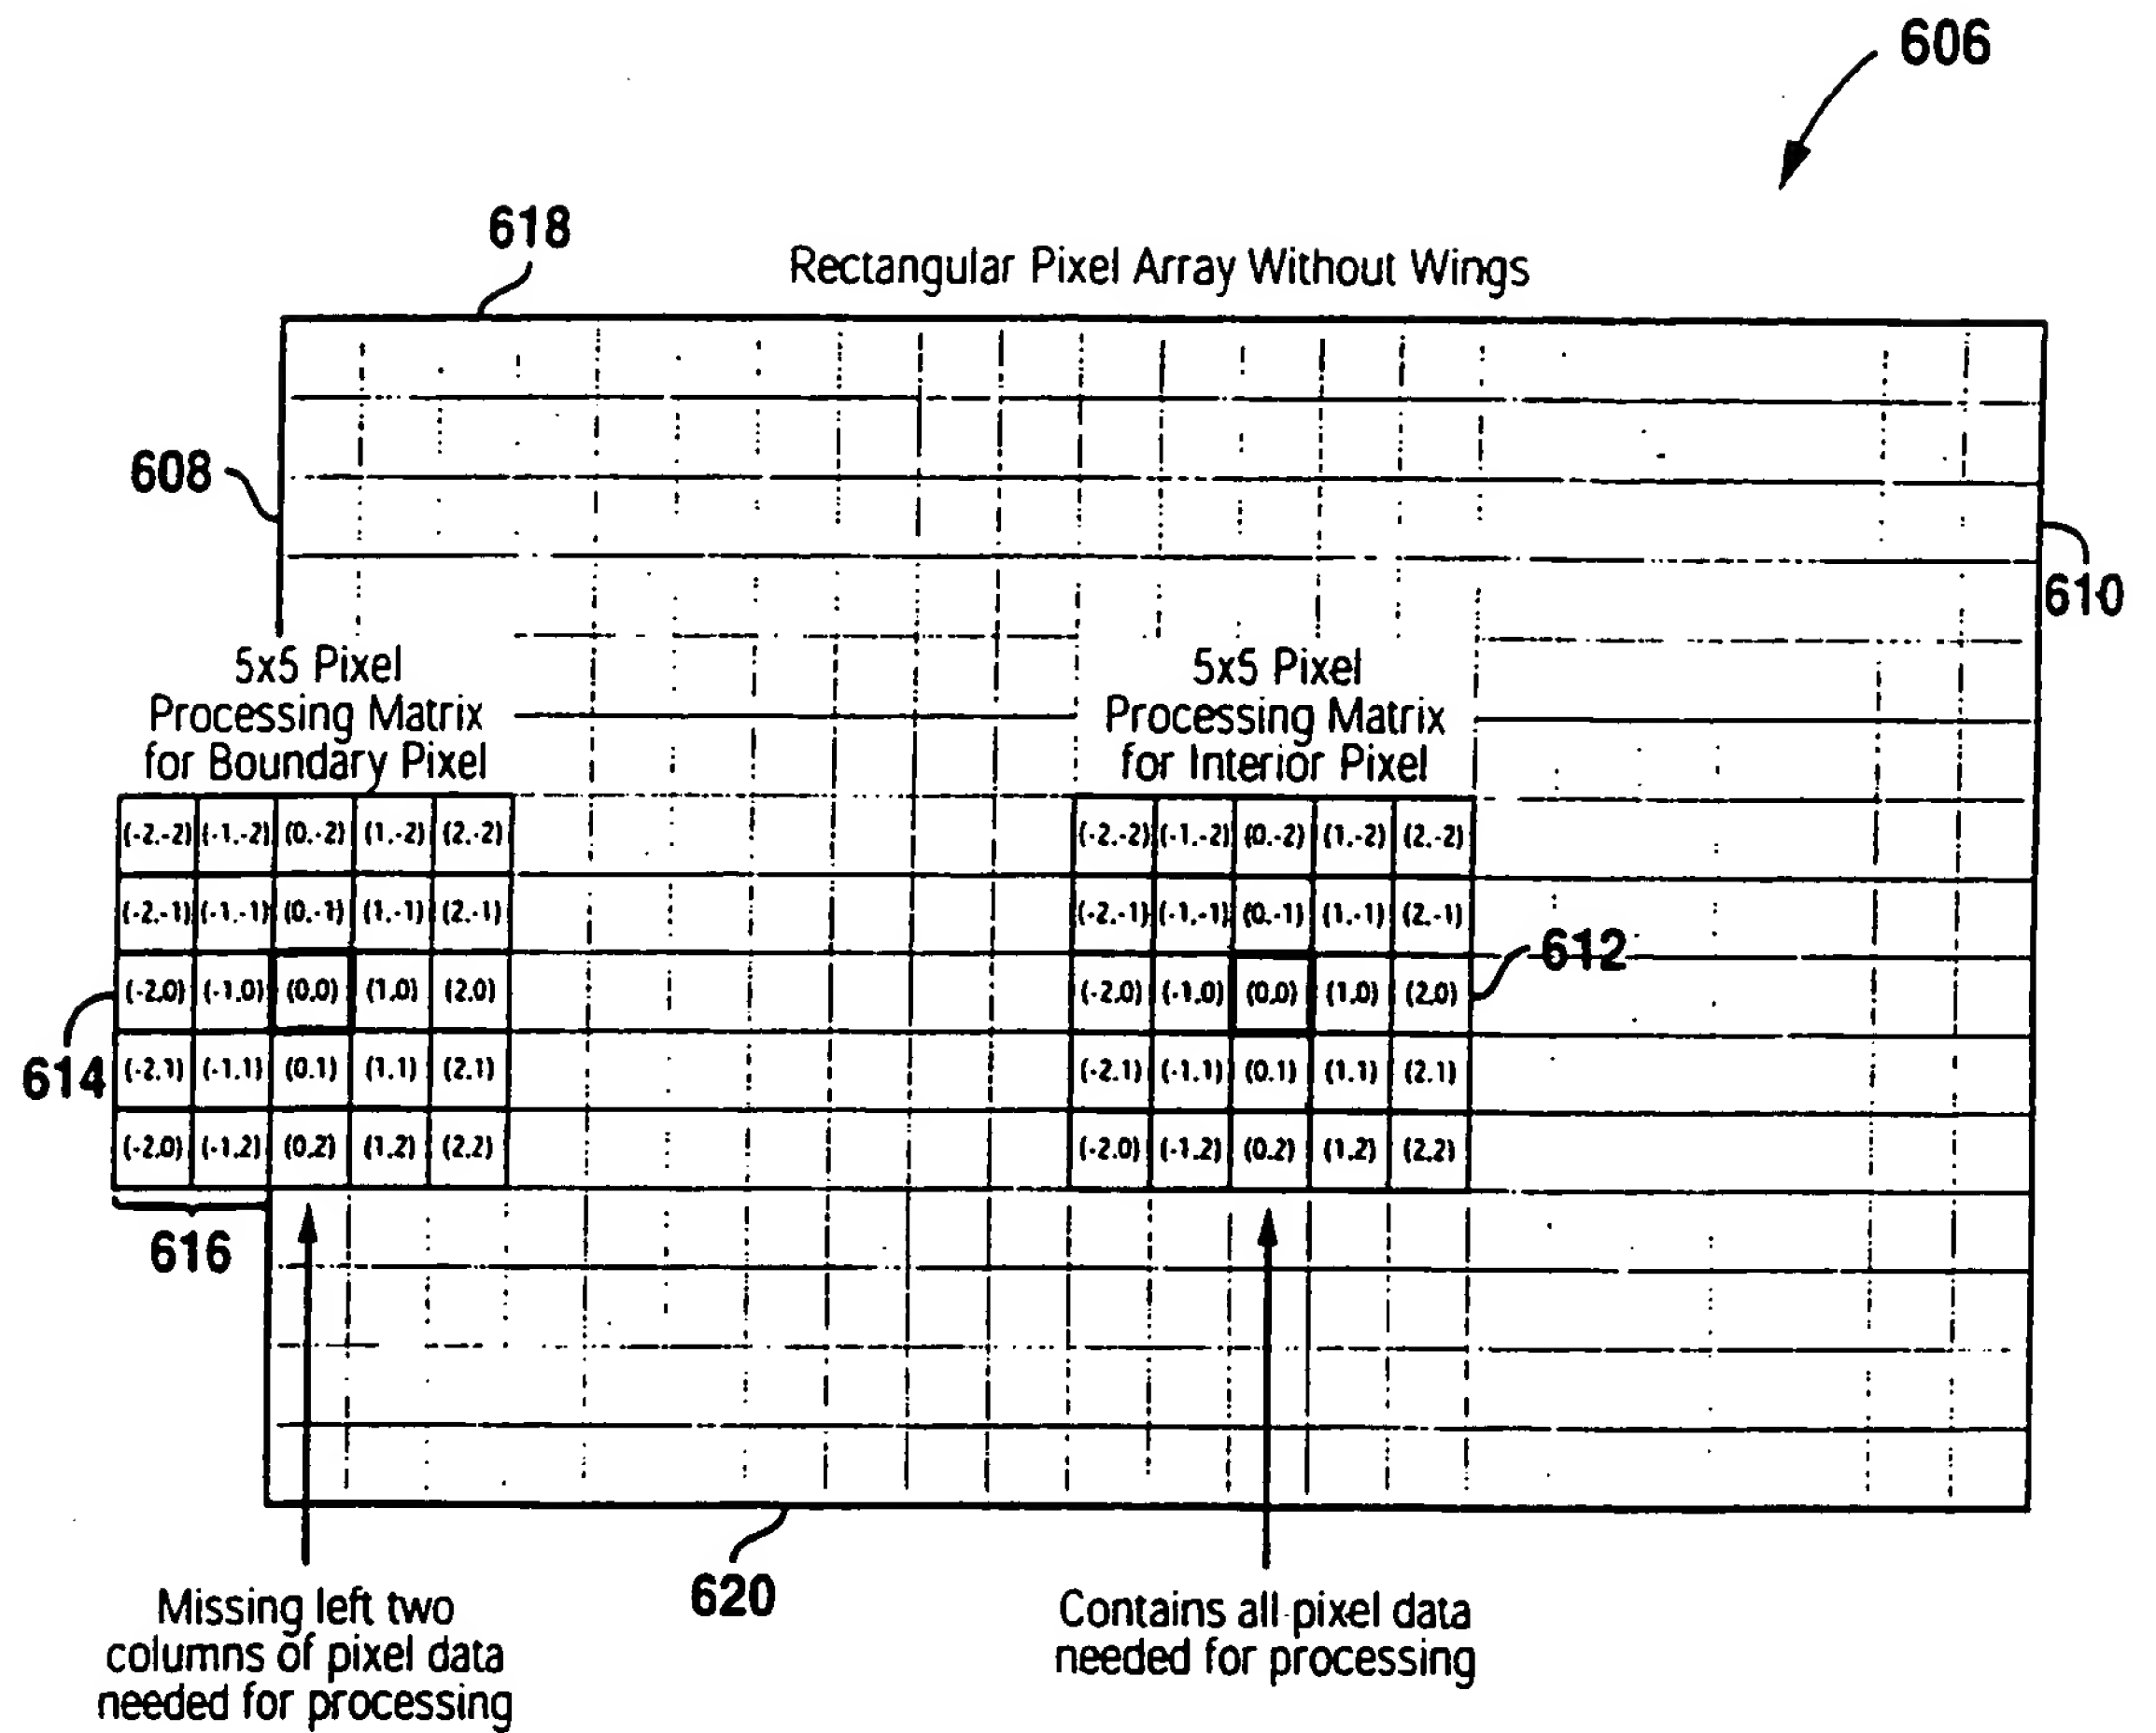 606
618
Rectangular Pixel Array Without Wings
608
610
5x5 Pixel
Processing Matrix
for Boundary Pixel
5x5 Pixel
Processing Matrix
for Interior Pixel
(-2.-2) (-1.-2) (0.-2) (1.-2) (2.-2)
(-2.-1) (-1.-1) (0.-1) (1.-1) (2.-1)
(-2.0) (-1.0) (0.0) (1.0) (2.0)
(-2.1) (-1.1) (0.1) (1.1) (2.1)
(-2.0) (-1.2) (0.2) (1.2) (2.2)
614
616
(-2.-2) (-1.-2) (0.-2) (1.-2) (2.-2)
(-2.-1) (-1.-1) (0.-1) (1.-1) (2.-1)
(-2.0) (-1.0) (0.0) (1.0) (2.0)
(-2.1) (-1.1) (0.1) (1.1) (2.1)
(-2.0) (-1.2) (0.2) (1.2) (2.2)
612
Missing left two
columns of pixel data
needed for processing
620
Contains all pixel data
needed for processing